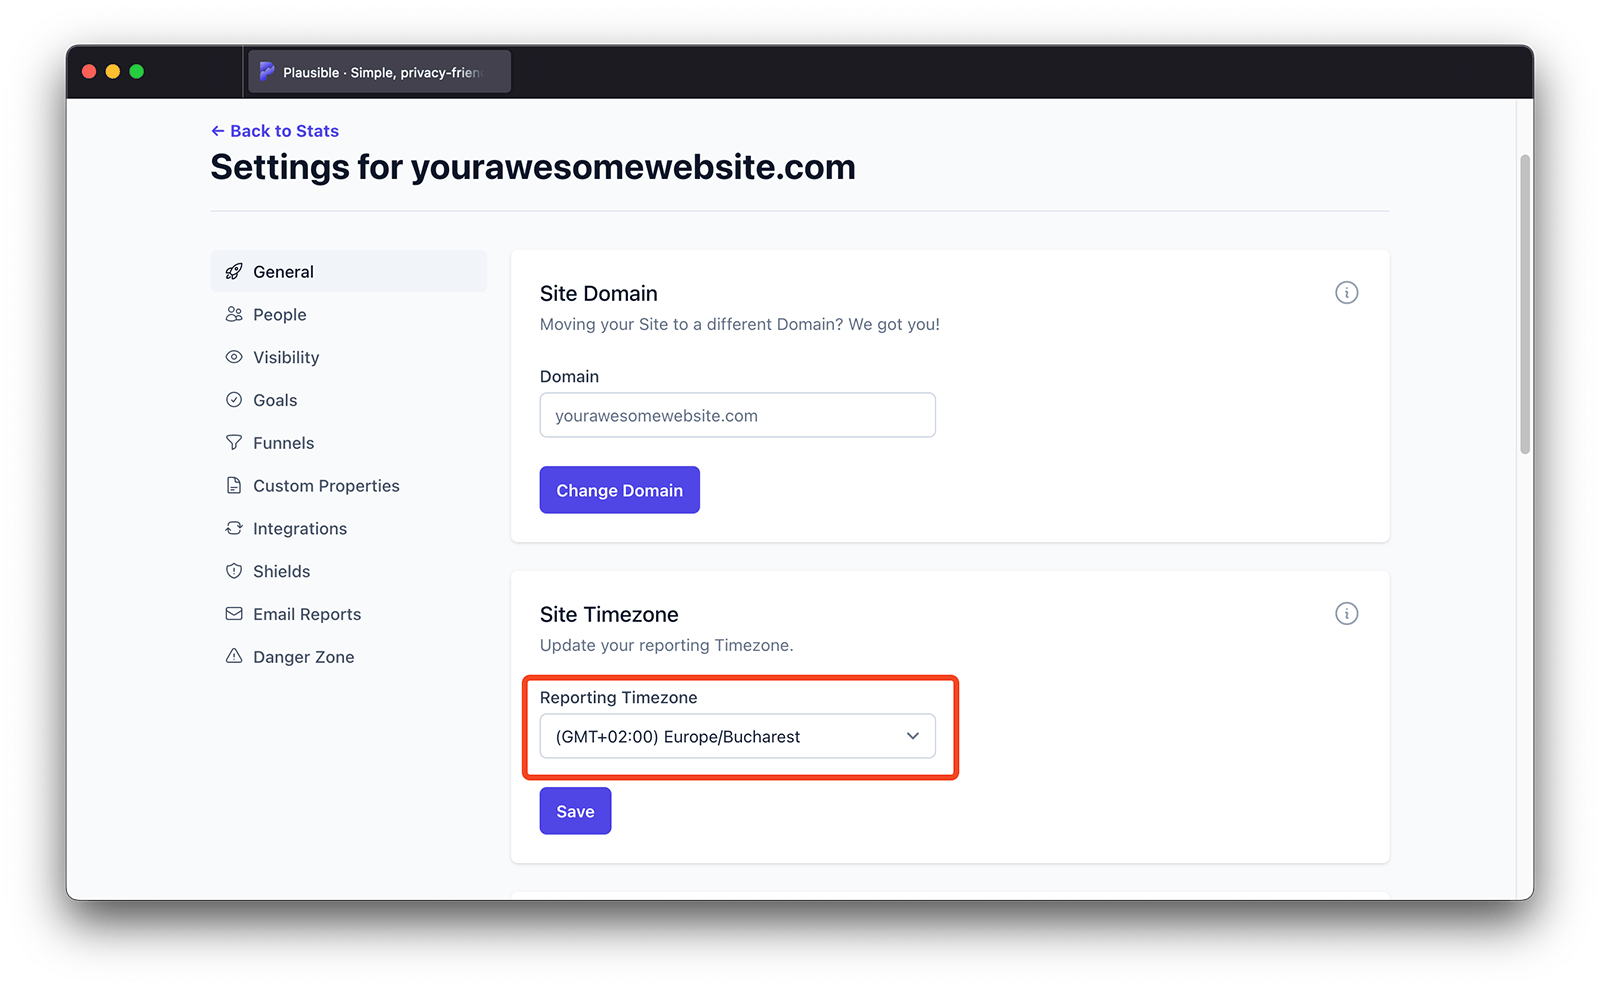 Plausible · Simple, privacy-frien
← Back to Stats
Settings for yourawesomewebsite.com
General
People
Visibility
Goals
Funnels
Custom Properties
Integrations
Shields
Email Reports
Danger Zone
Site Domain
Moving your Site to a different Domain? We got you!
Domain
yourawesomewebsite.com
Change Domain
Site Timezone
Update your reporting Timezone.
Reporting Timezone
(GMT+02:00) Europe/Bucharest
Save